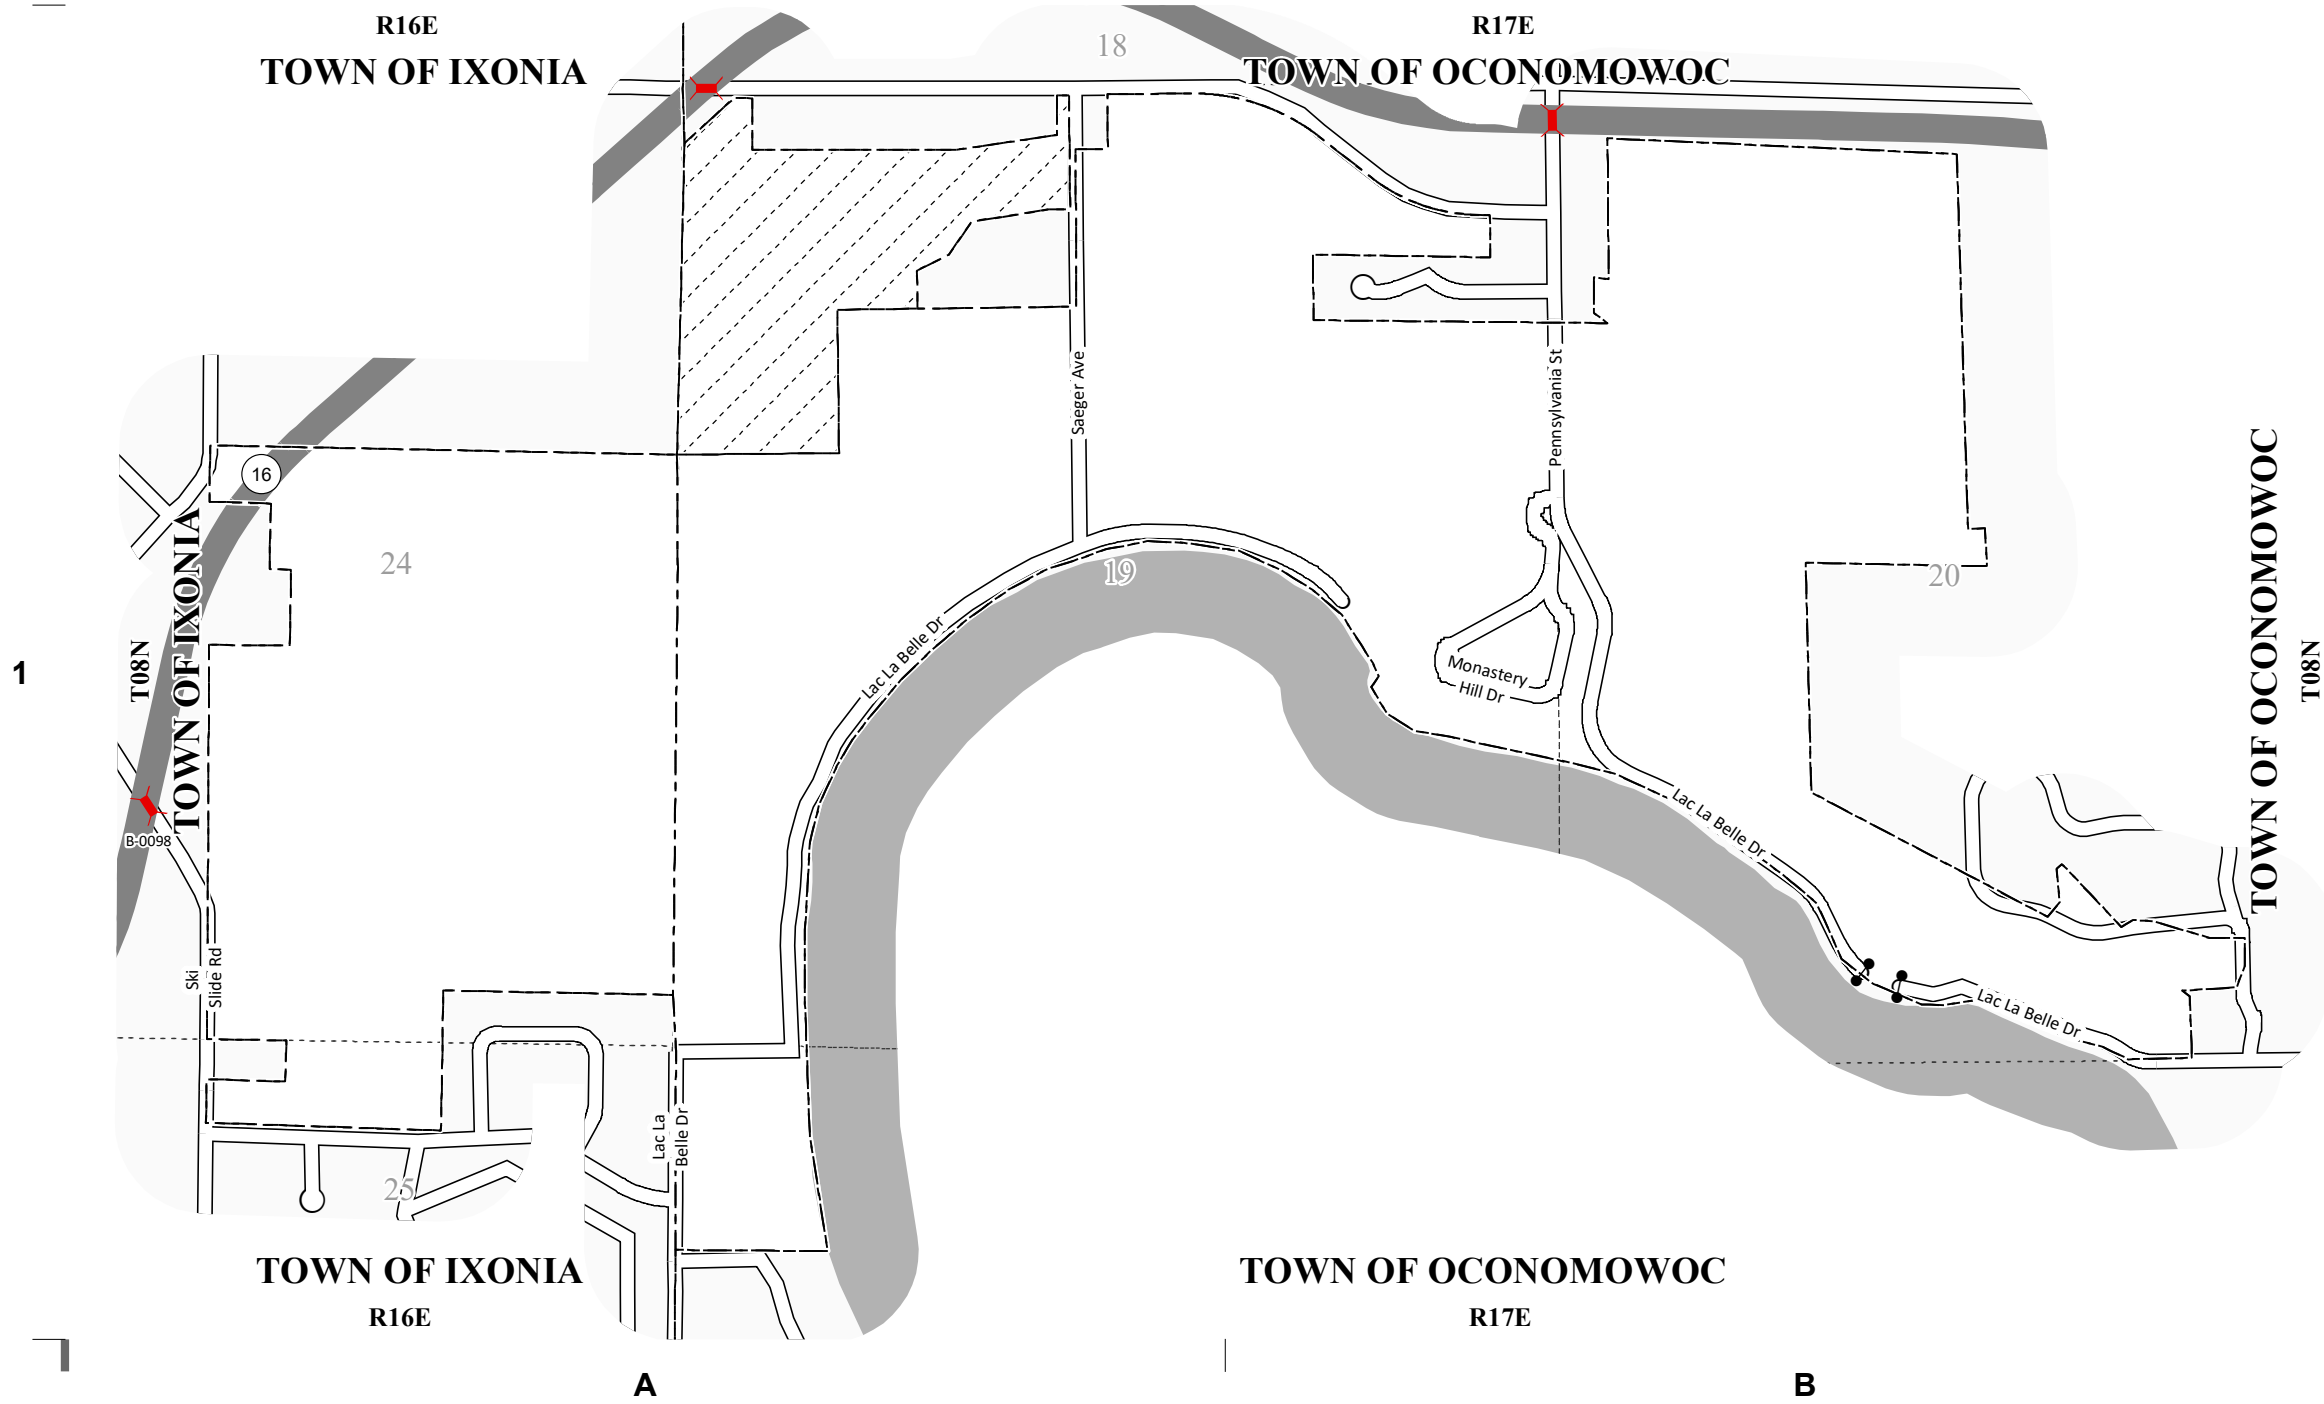 R16E
R17E
18
TOWN OF IXONIA
TOWN OF OCONOMOWOC
Saeger Ave
Pennsylvania St
16
TOWN OF IXONIA
TOWN OF OCONOMOWOC
24
19
20
T08N
T08N
1
Lac La Belle Dr
Monastery
Hill Dr
B-0098
Lac La Belle Dr
Ski
Slide Rd
Lac La Belle Dr
Lac La
Belle Dr
25
TOWN OF IXONIA
TOWN OF OCONOMOWOC
R16E
R17E
A
B